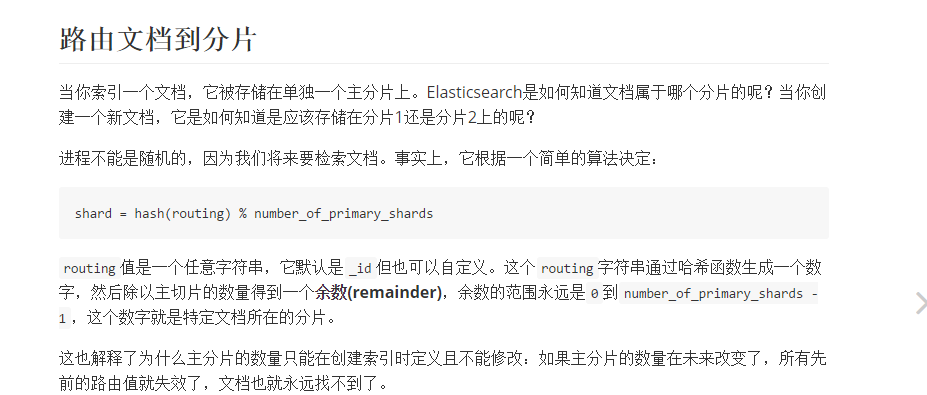 路由文档到分片
当你索引一个文档，它被存储在单独一个主分片上。Elasticsearch是如何知道文档属于哪个分片的呢？当你创
建一个新文档，它是如何知道是应该存储在分片1还是分片2上的呢？
进程不能是随机的，因为我们将来要检索文档。事实上，它根据一个简单的算法决定：
shard = hash(routing) % number_of_primary_shards
routing 值是一个任意字符串，它默认是 _id 但也可以自定义。这个 routing 字符串通过哈希函数生成一个数
字，然后除以主切片的数量得到一个余数(remainder)，余数的范围永远是 0 到 number_of_primary_shards -
1 ，这个数字就是特定文档所在的分片。
这也解释了为什么主分片的数量只能在创建索引时定义且不能修改：如果主分片的数量在未来改变了，所有先
前的路由值就失效了，文档也就永远找不到了。